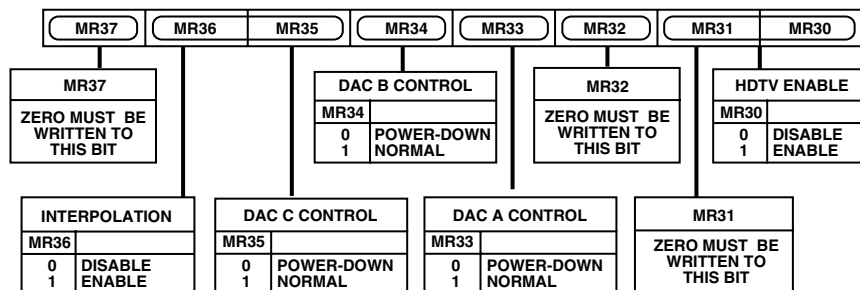 MR37 MR36 MR35 MR34 MR33 MR32 MR31 MR30
MR37
ZERO MUST BE
WRITTEN TO
THIS BIT
DAC B CONTROL
MR34
0 POWER-DOWN
1 NORMAL
MR32
ZERO MUST BE
WRITTEN TO
THIS BIT
HDTV ENABLE
MR30
0 DISABLE
1 ENABLE
INTERPOLATION
MR36
0 DISABLE
1 ENABLE
DAC C CONTROL
MR35
0 POWER-DOWN
1 NORMAL
DAC A CONTROL
MR33
0 POWER-DOWN
1 NORMAL
MR31
ZERO MUST BE
WRITTEN TO
THIS BIT